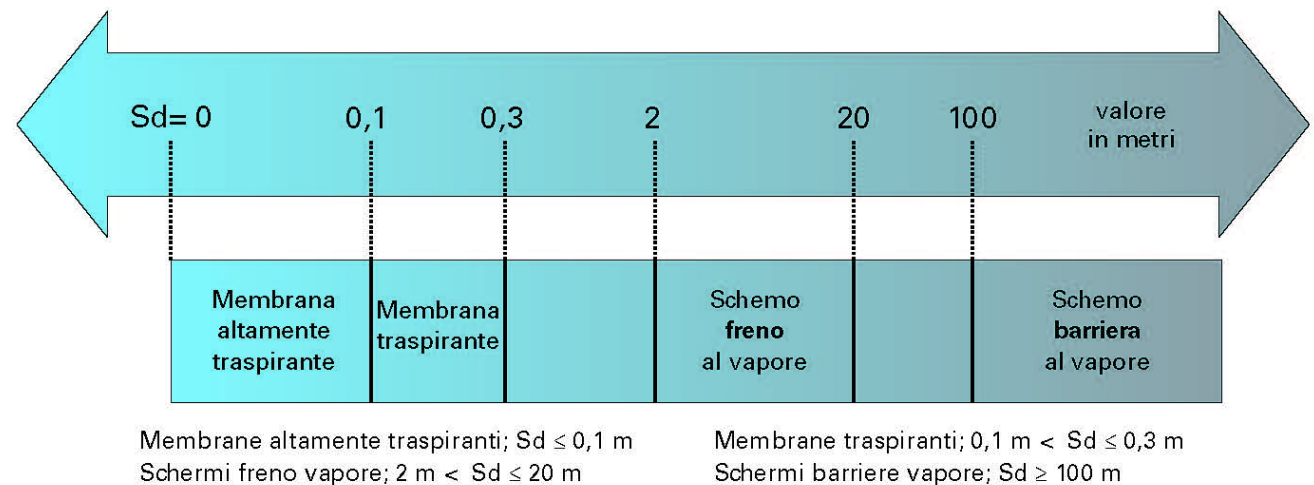 Sd= 0 0,1 0,3 2 20 100 valore
in metri
Membrana
altamente
traspirante
Membrana
traspirante
Schemo
freno
al vapore
Schemo
barriera
al vapore
Membrane altamente traspiranti; Sd ≤ 0,1 m
Schermi freno vapore; 2 m < Sd ≤ 20 m
Membrane traspiranti; 0,1 m < Sd ≤ 0,3 m
Schermi barriere vapore; Sd ≥ 100 m